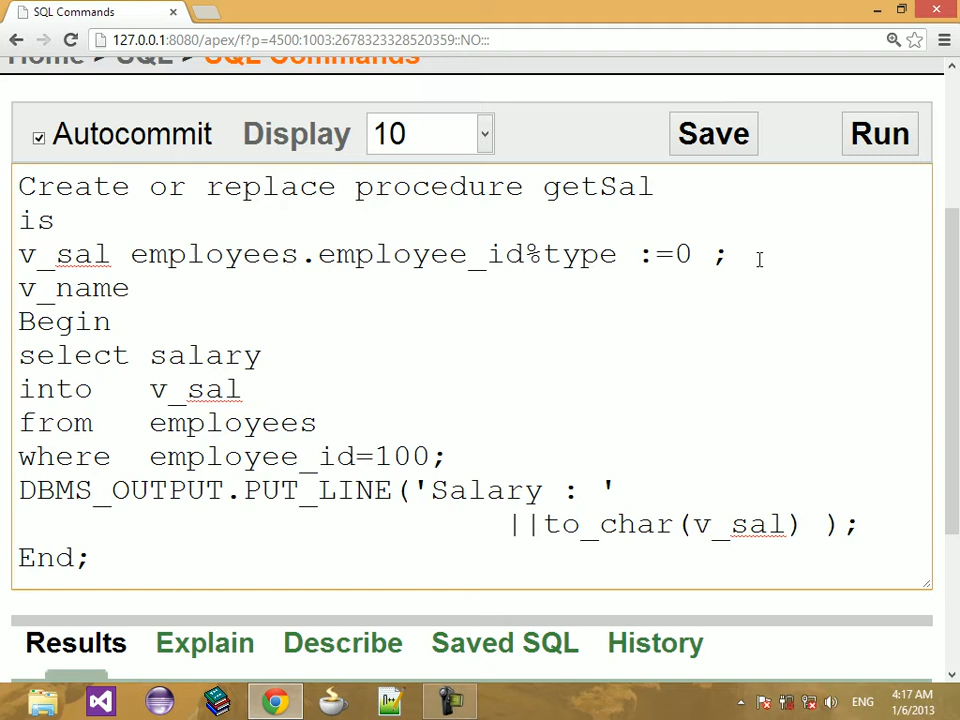 SQL Commands
127.0.0.1:8080/apex/f?p=4500:1003:2678323328520359::NO:::
Home > SQL > SQL Commands
Autocommit Display 10 Save Run
Create or replace procedure getSal
is
v_sal employees.employee_id%type :=0 ;
v_name
Begin
select salary
into v_sal
from employees
where employee_id=100;
DBMS_OUTPUT.PUT_LINE('Salary : '
||to_char(v_sal) );
End;
Results Explain Describe Saved SQL History
ENG
4:17 AM
1/6/2013